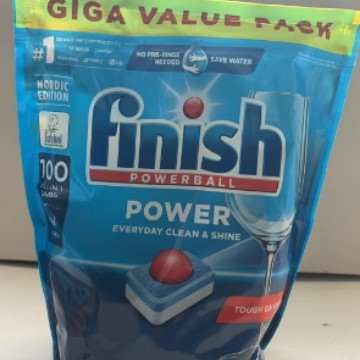 GIGA VALUE PACK
#1
NO PRE-RINSE
NEEDED
SAVE WATER
NORDIC
EDITION
finish
POWERBALL
100
POWER
EVERYDAY CLEAN & SHINE
TOUGH